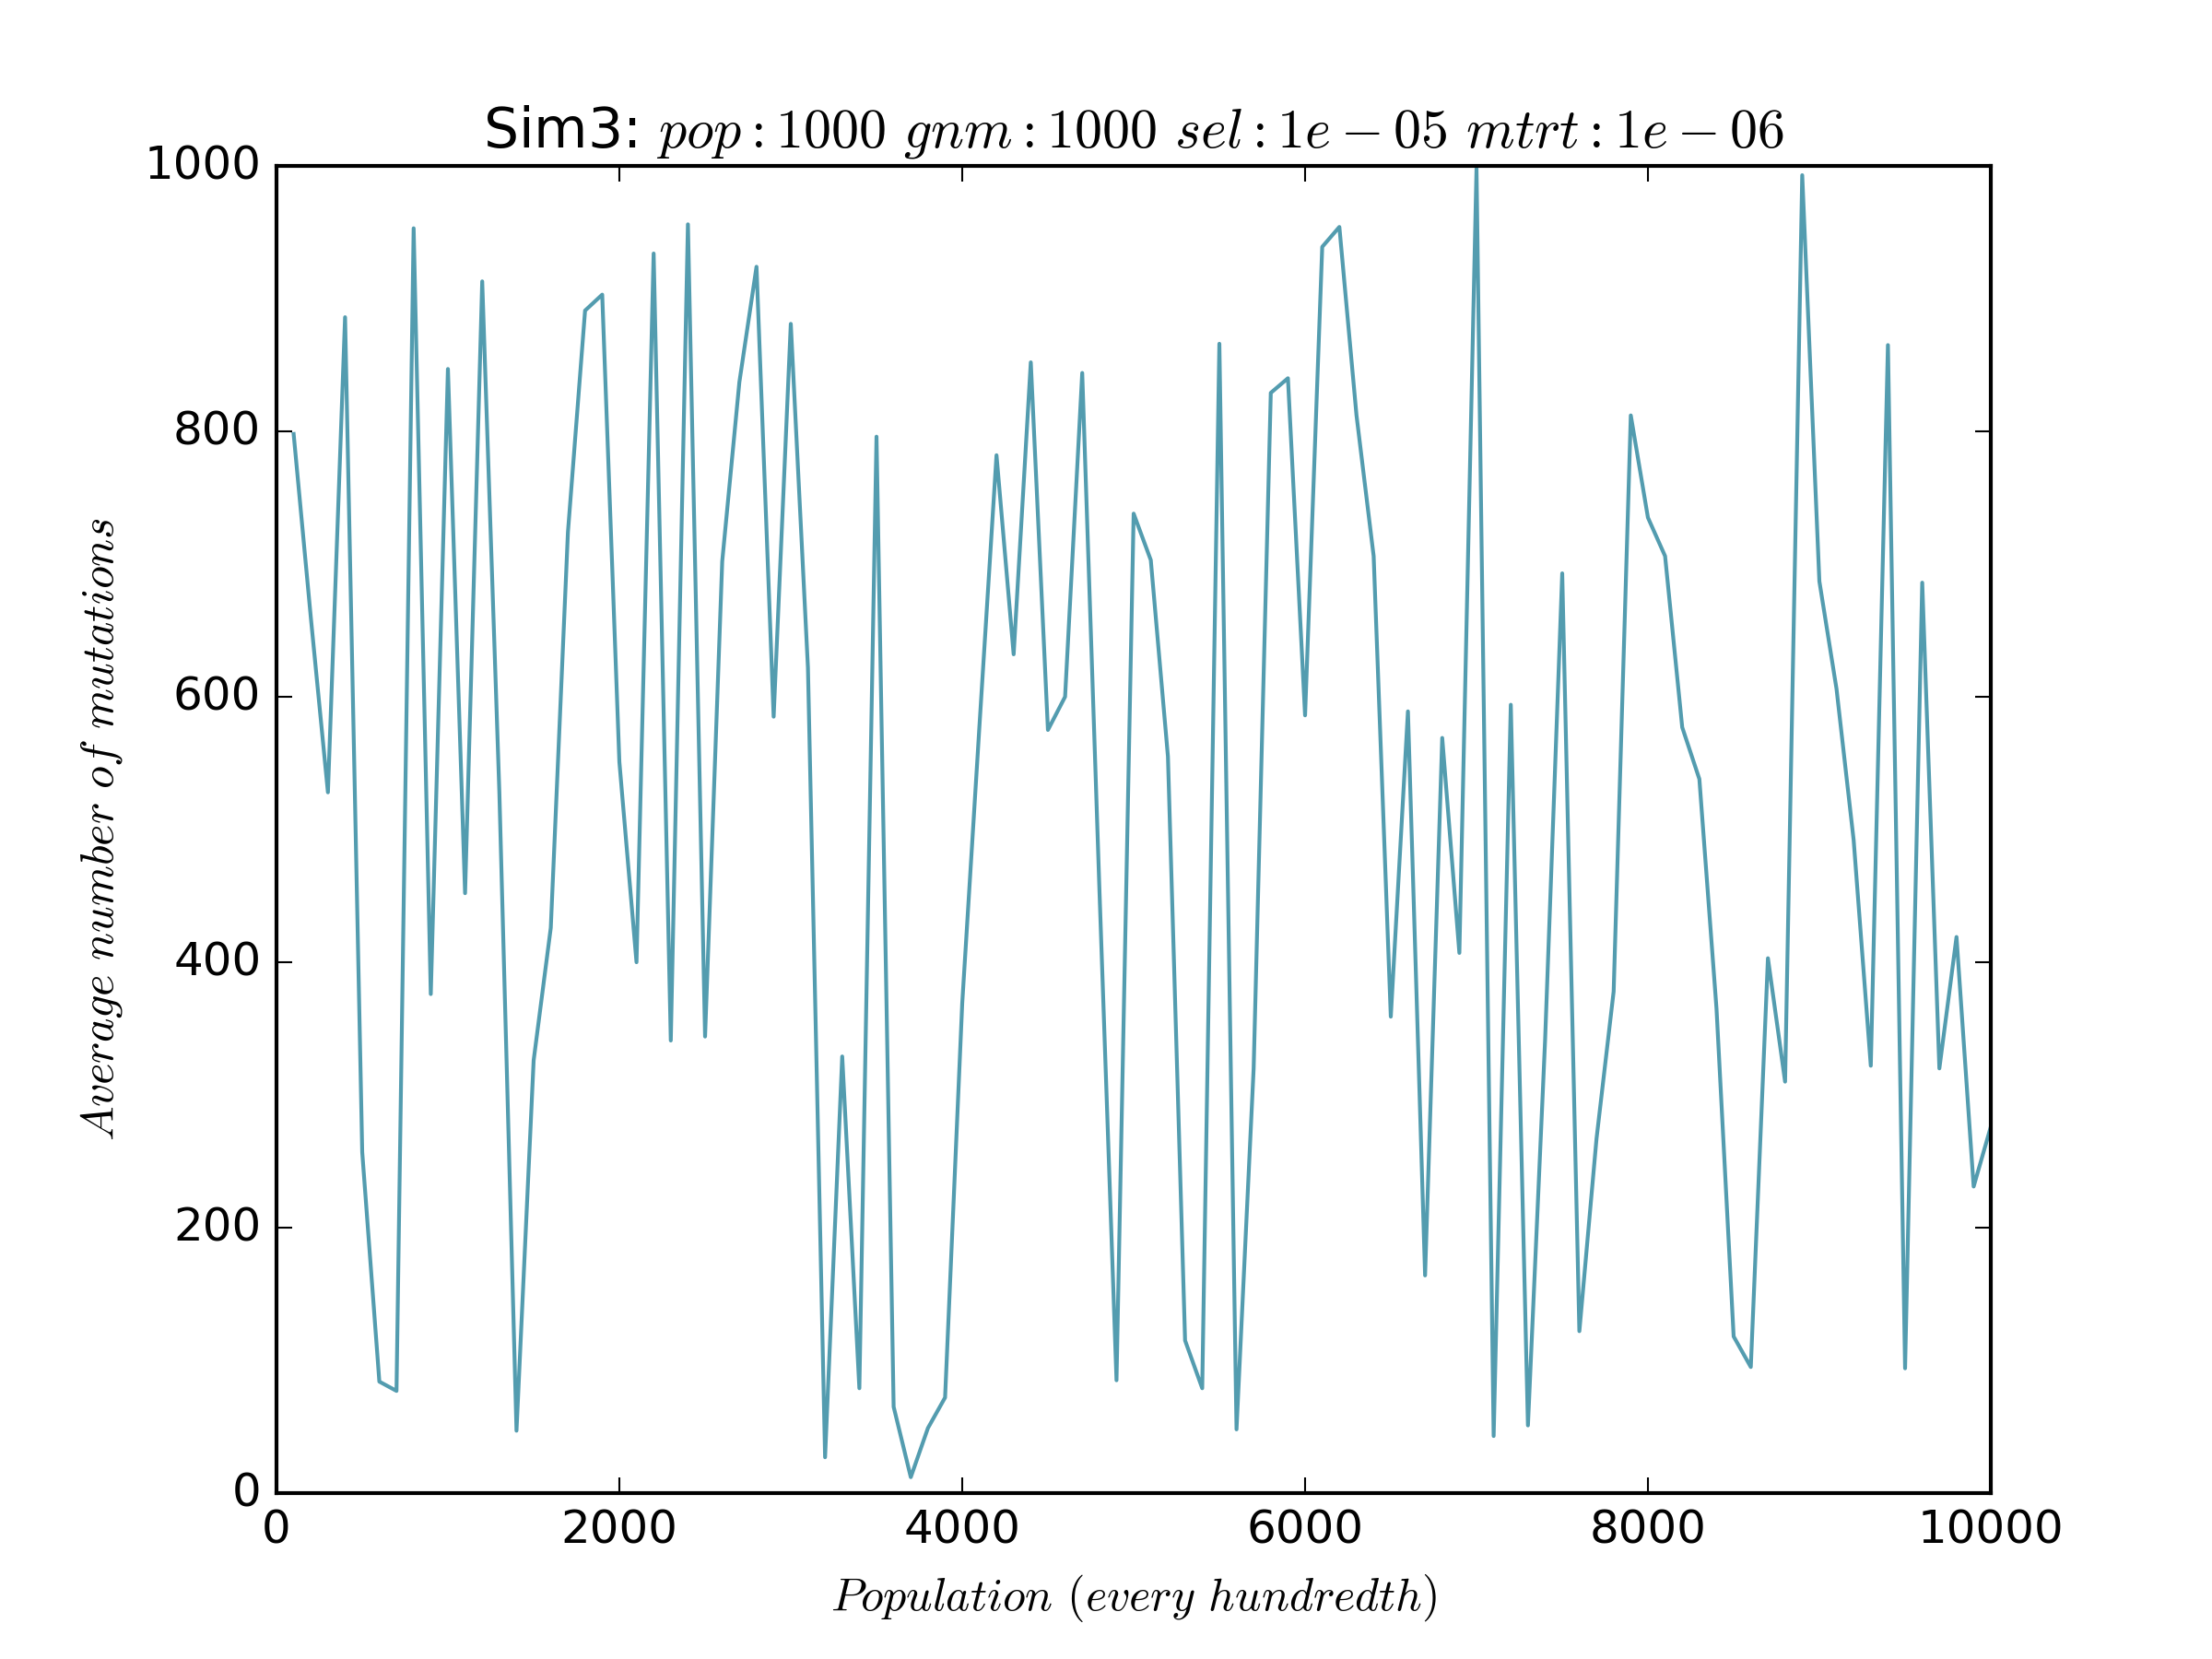 Sim3: pop : 1000 gnm : 1000 sel : 1e − 05 mtrt : 1e − 06
1000
800
600
400
200
0
Average number of mutations
0 2000 4000 6000 8000 10000
Population (every hundredth)